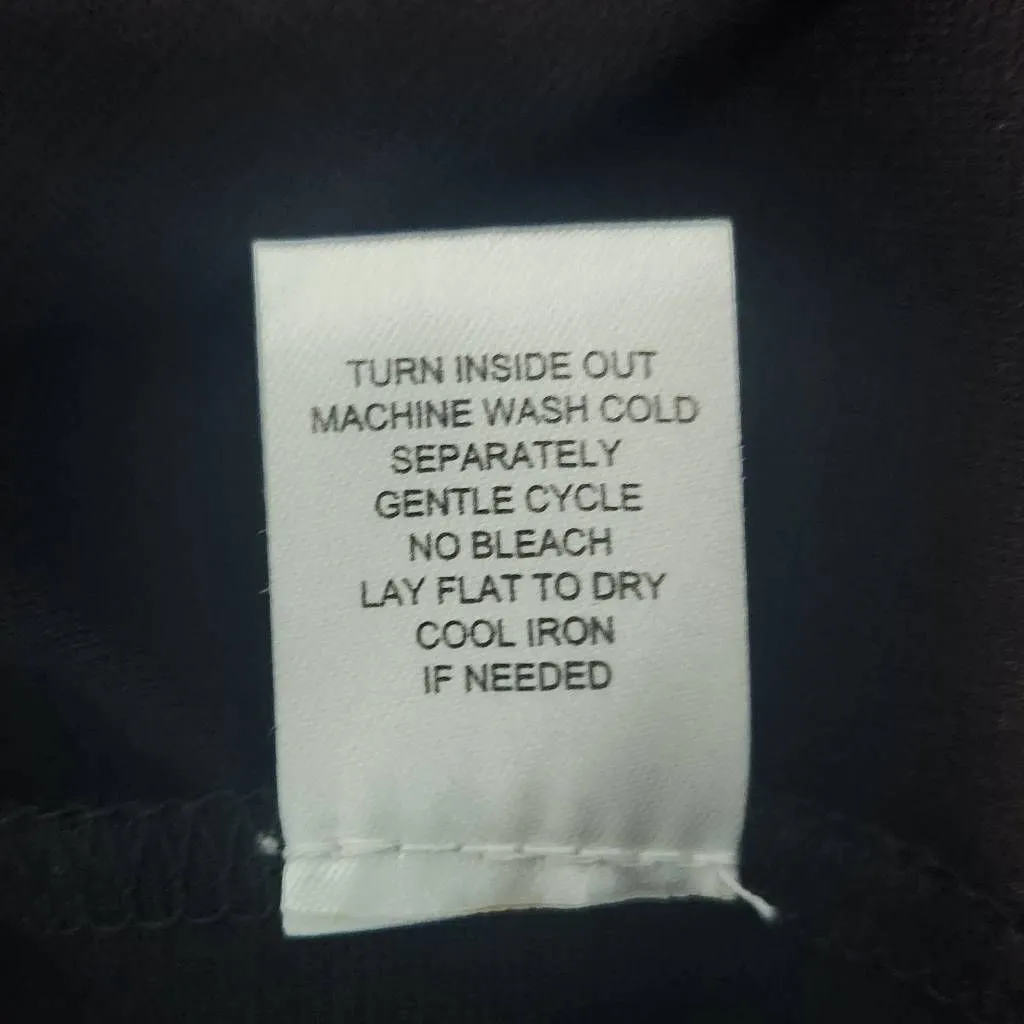 TURN INSIDE OUT
MACHINE WASH COLD
SEPARATELY
GENTLE CYCLE
NO BLEACH
LAY FLAT TO DRY
COOL IRON
IF NEEDED